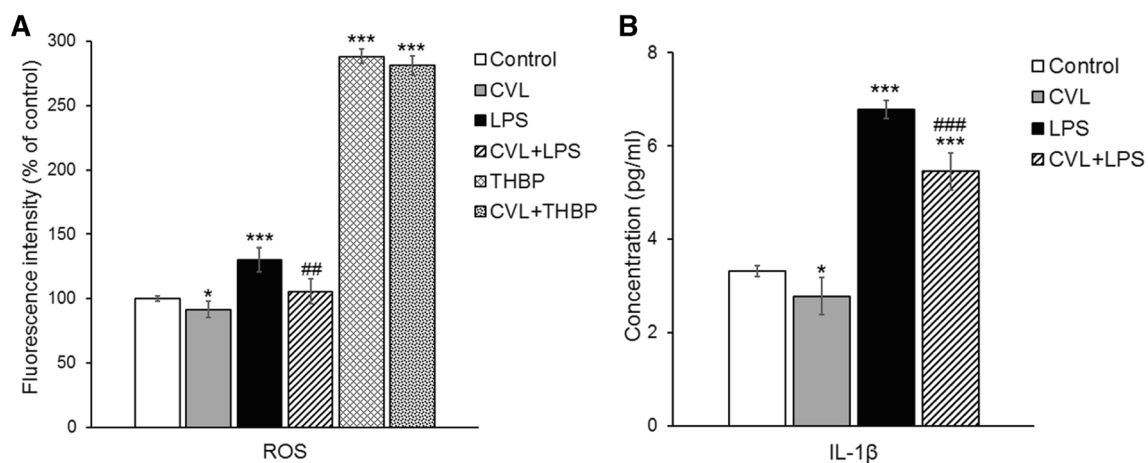 A
Fluorescence intensity (% of control)
300
250
200
150
100
50
0
*
***
##
***
***
ROS
Control
CVL
LPS
CVL+LPS
THBP
CVL+THBP
B
Concentration (pg/ml)
8
6
4
2
0
*
***
###
***
IL-1β
Control
CVL
LPS
CVL+LPS